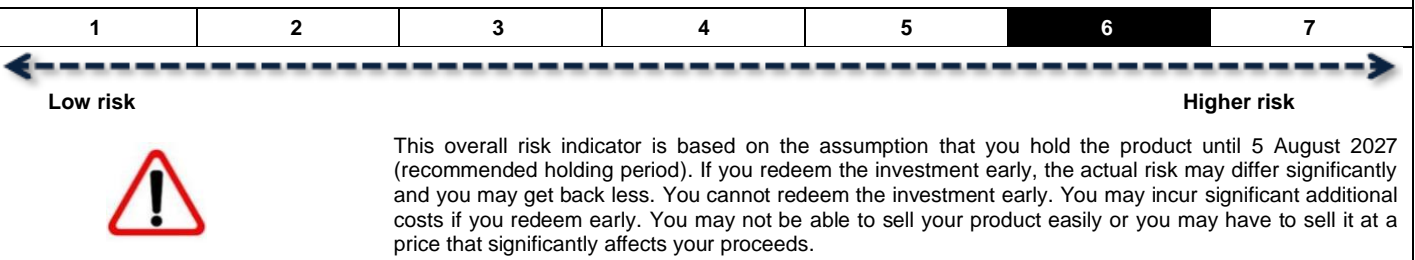 1 2 3 4 5 6 7
Low risk Higher risk
This overall risk indicator is based on the assumption that you hold the product until 5 August 2027
(recommended holding period). If you redeem the investment early, the actual risk may differ significantly
and you may get back less. You cannot redeem the investment early. You may incur significant additional
costs if you redeem early. You may not be able to sell your product easily or you may have to sell it at a
price that significantly affects your proceeds.